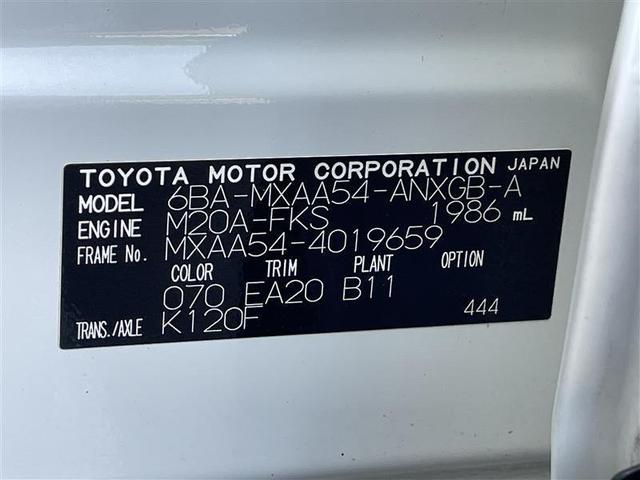 TOYOTA MOTOR CORPORATION JAPAN
MODEL 6BA-MXAA54-ANXGB-A
ENGINE M20A-FKS 1986 mL
FRAME No. MXAA54-4019659
COLOR TRIM PLANT OPTION
070 EA20 B11
TRANS./AXLE K120F 444